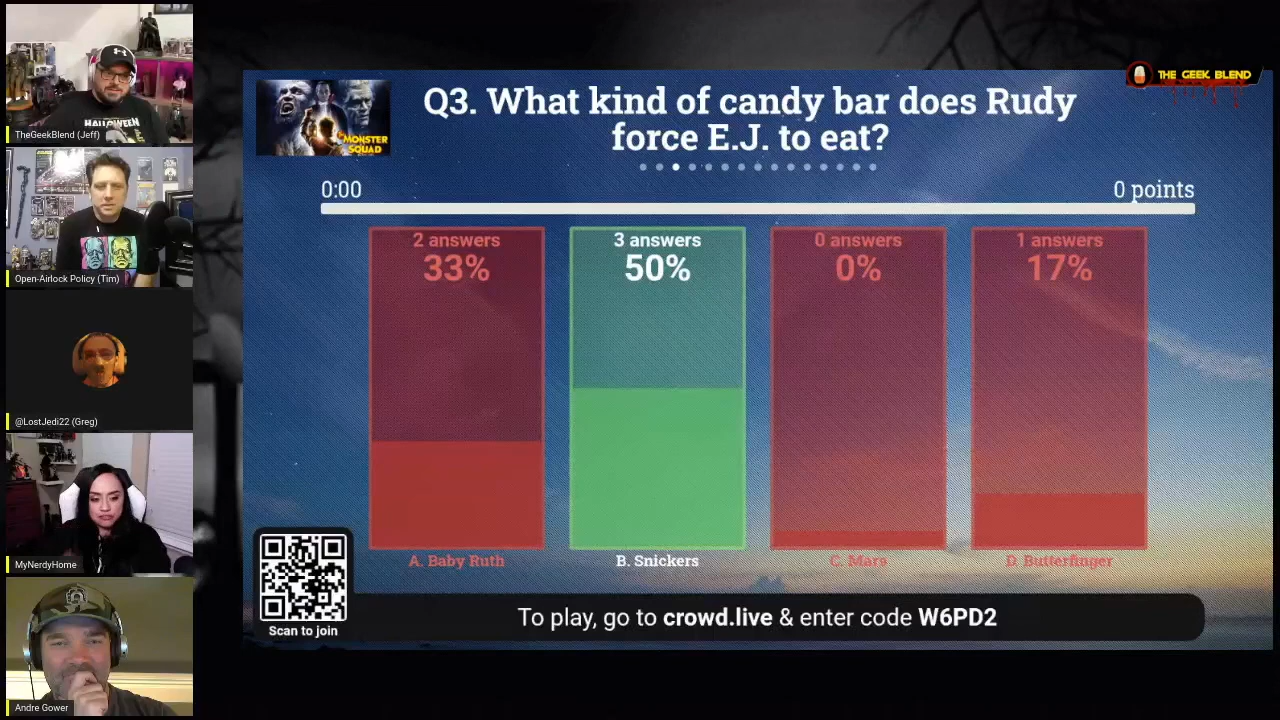 HALLOWEEN
TheGeekBlend (Jeff)
Open-Airlock Policy (Tim)
@LostJedi22 (Greg)
MyNerdyHome
Andre Gower
THE GEEK BLEND
MONSTER
SQUAD
Q3. What kind of candy bar does Rudy
force E.J. to eat?
0:00
0 points
2 answers
33%
3 answers
50%
0 answers
0%
1 answers
17%
A. Baby Ruth
B. Snickers
C. Mars
D. Butterfinger
Scan to join
To play, go to crowd.live & enter code W6PD2